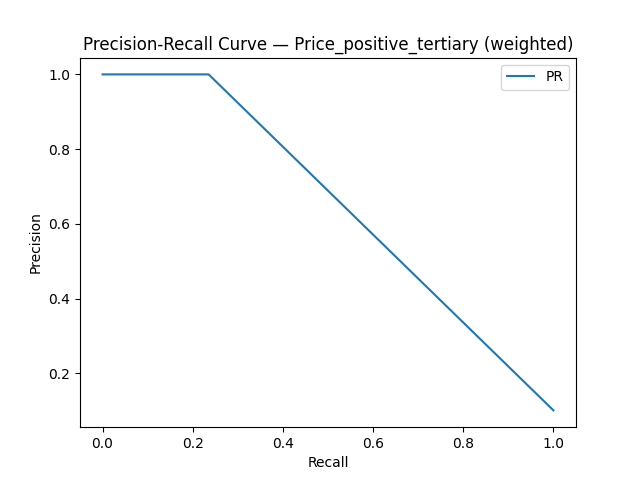 Precision-Recall Curve — Price_positive_tertiary (weighted)
PR
1.0
0.8
0.6
0.4
0.2
Precision
0.0 0.2 0.4 0.6 0.8 1.0
Recall